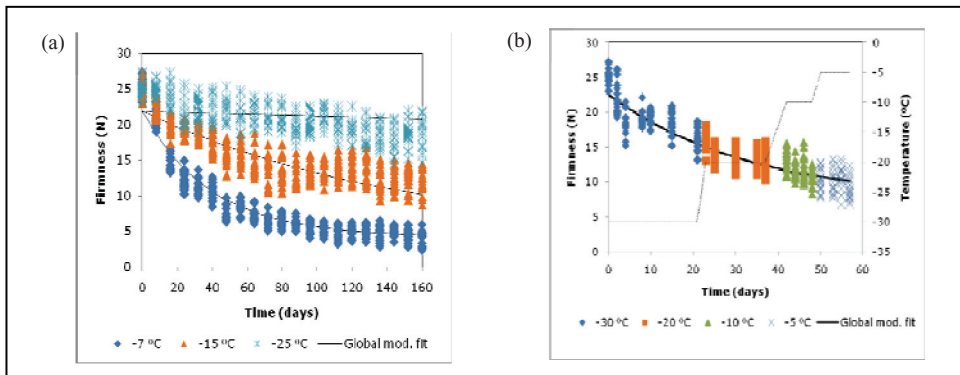 (a)
30
25
20
15
10
5
0
Firmness (N)
0 20 40 60 80 100 120 140 160
Time (days)
-7 ºC -15 ºC -25 ºC Global mod. fit
(b)
30
25
20
15
10
5
0
Firmness (N)
0
-5
-10
-15
-20
-25
-30
-35
Temperature (ºC)
0 10 20 30 40 50 60
Time (days)
-30 ºC -20 ºC -10 ºC -5 ºC Global mod. fit